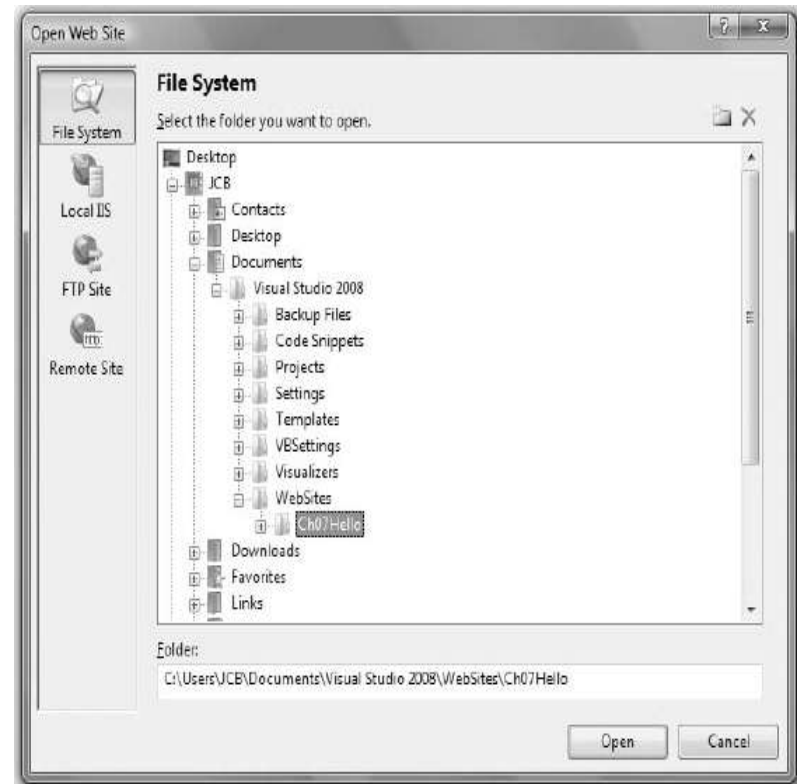 Open Web Site
File System
Local IIS
FTP Site
Remote Site
File System
Select the folder you want to open.
Desktop
JCB
Contacts
Desktop
Documents
Visual Studio 2008
Backup Files
Code Snippets
Projects
Settings
Templates
VBSettings
Visualizers
WebSites
Ch07Hello
Downloads
Favorites
Links
Folder:
C:\Users\JCB\Documents\Visual Studio 2008\WebSites\Ch07Hello
Open
Cancel